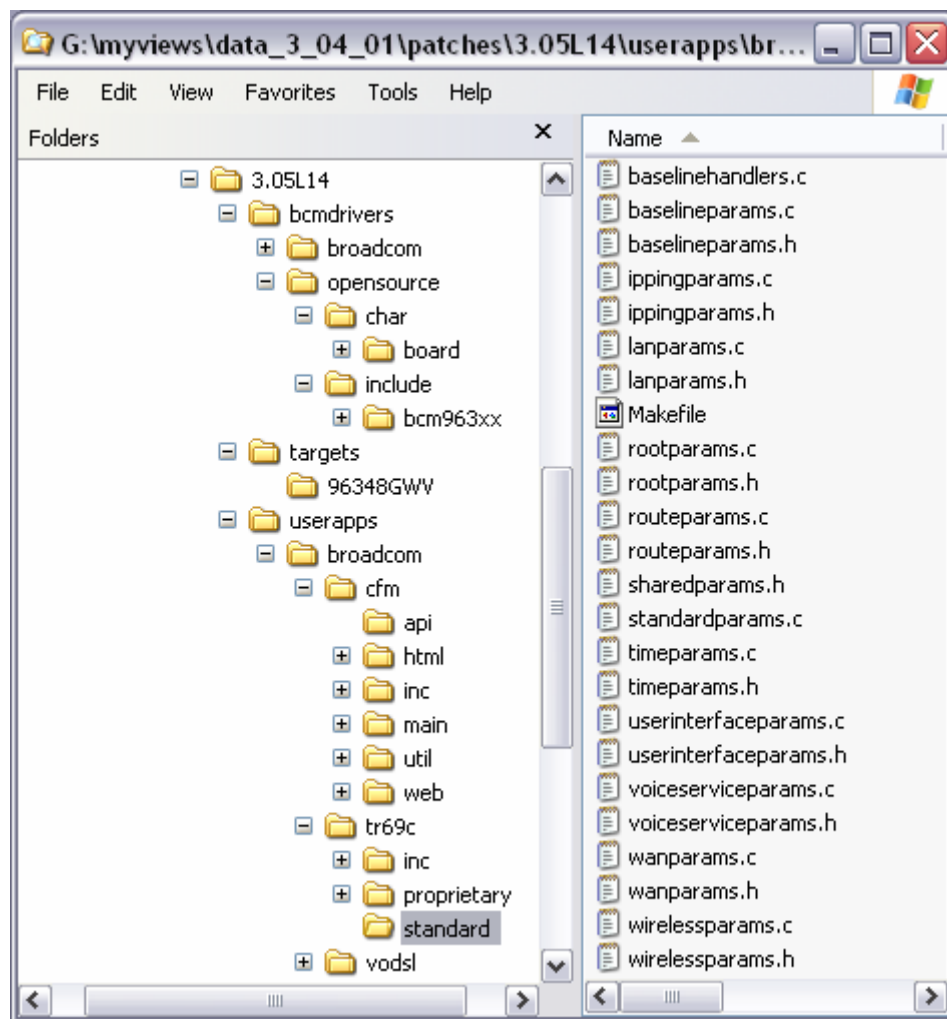 G:\myviews\data_3_04_01\patches\3.05L14\userapps\br...
File Edit View Favorites Tools Help
Folders
3.05L14
bcmdrivers
broadcom
opensource
char
board
include
bcm963xx
targets
96348GWV
userapps
broadcom
cfm
api
html
inc
main
util
web
tr69c
inc
proprietary
standard
vodsl
Name
baselinehandlers.c
baselineparams.c
baselineparams.h
ippingparams.c
ippingparams.h
lanparams.c
lanparams.h
Makefile
rootparams.c
rootparams.h
routeparams.c
routeparams.h
sharedparams.h
standardparams.c
timeparams.c
timeparams.h
userinterfaceparams.c
userinterfaceparams.h
voiceserviceparams.c
voiceserviceparams.h
wanparams.c
wanparams.h
wirelessparams.c
wirelessparams.h